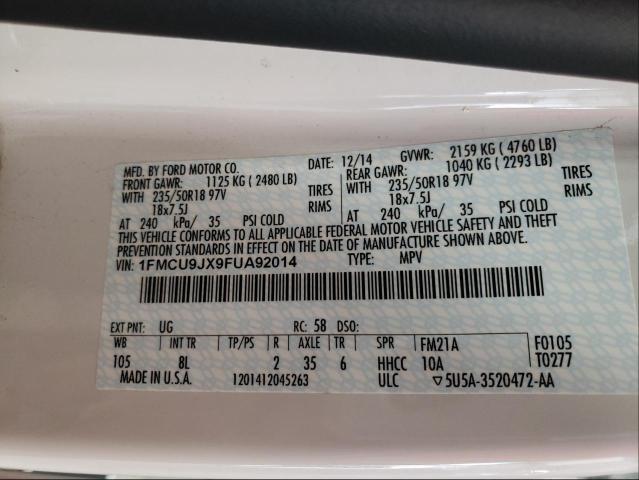 MFD. BY FORD MOTOR CO. DATE: 12/14 GVWR: 2159 KG ( 4760 LB)
FRONT GAWR: 1125 KG ( 2480 LB) REAR GAWR: 1040 KG ( 2293 LB)
WITH 235/50R18 97V TIRES WITH 235/50R18 97V TIRES
18x7.5J RIMS 18x7.5J RIMS
AT 240 kPa/ 35 PSI COLD AT 240 kPa/ 35 PSI COLD
THIS VEHICLE CONFORMS TO ALL APPLICABLE FEDERAL MOTOR VEHICLE SAFETY AND THEFT
PREVENTION STANDARDS IN EFFECT ON THE DATE OF MANUFACTURE SHOWN ABOVE.
VIN: 1FMCU9JX9FUA92014 TYPE: MPV
EXT PNT: UG RC: 58 DSO:
WB INT TR TP/PS R AXLE TR SPR FM21A F0105
105 8L 2 35 6 HHCC 10A T0277
MADE IN U.S.A. 1201412045263 ULC ▽5U5A-3520472-AA